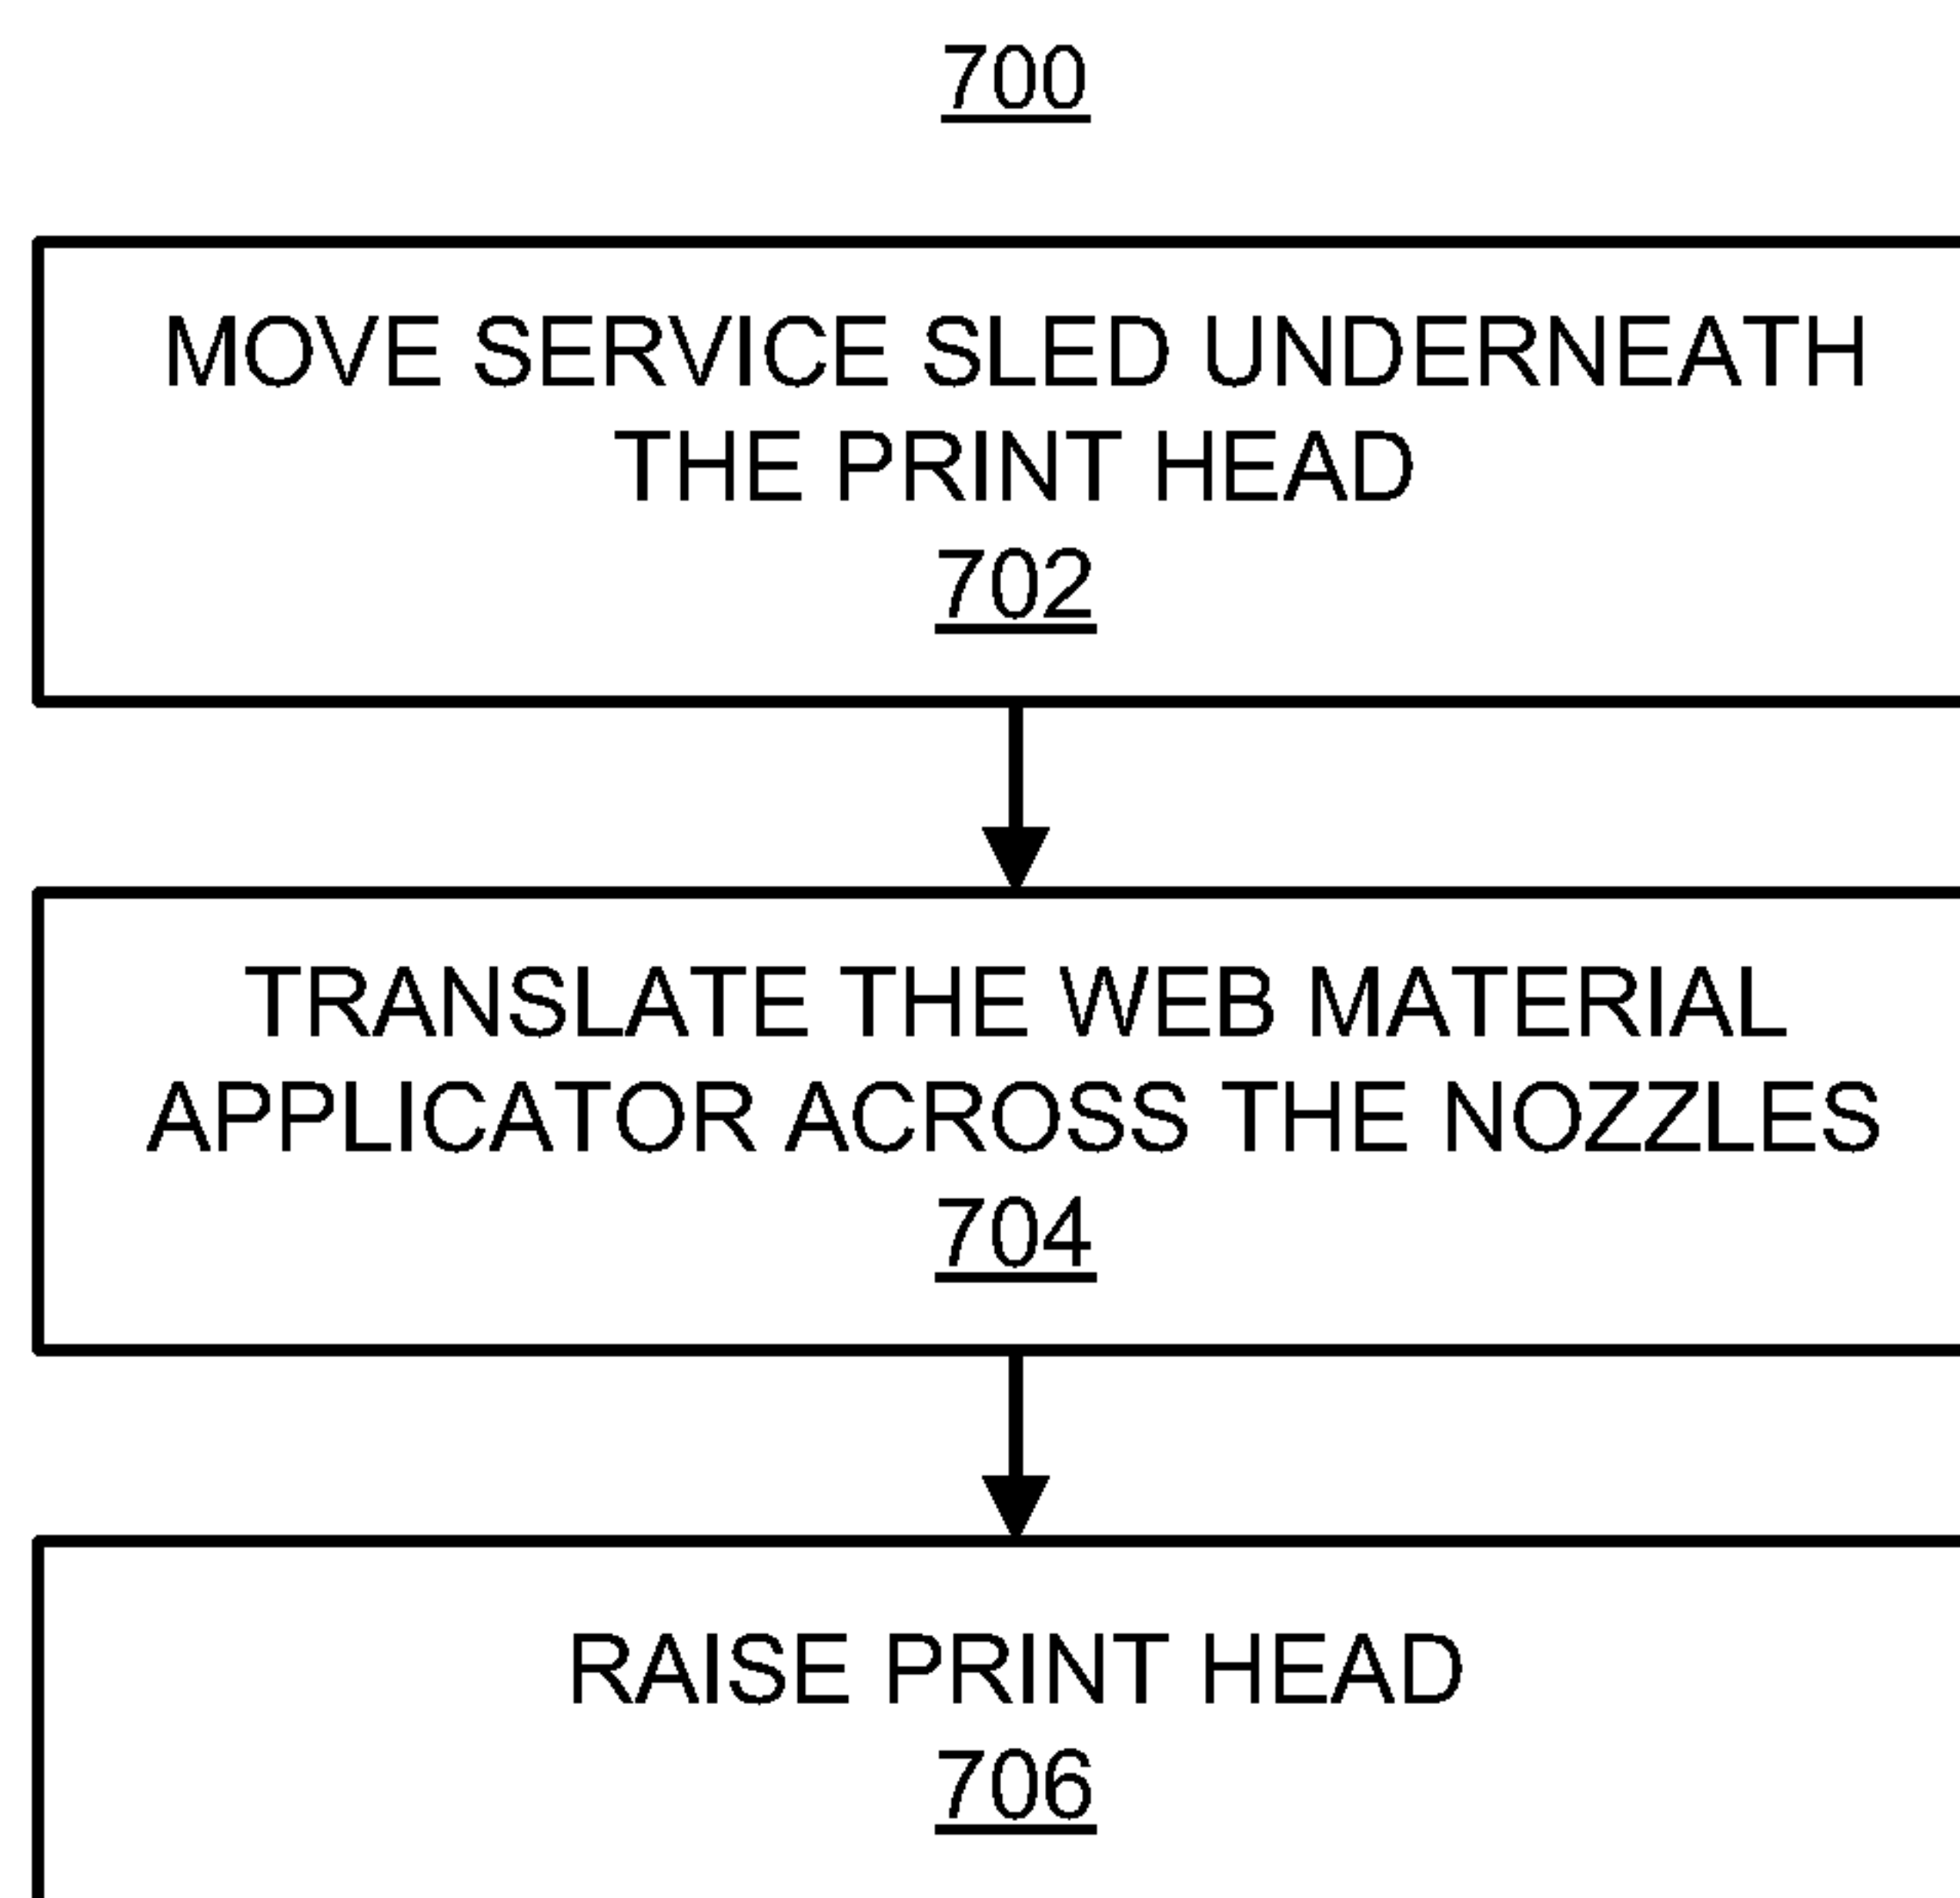 700
MOVE SERVICE SLED UNDERNEATH
THE PRINT HEAD
702
TRANSLATE THE WEB MATERIAL
APPLICATOR ACROSS THE NOZZLES
704
RAISE PRINT HEAD
706